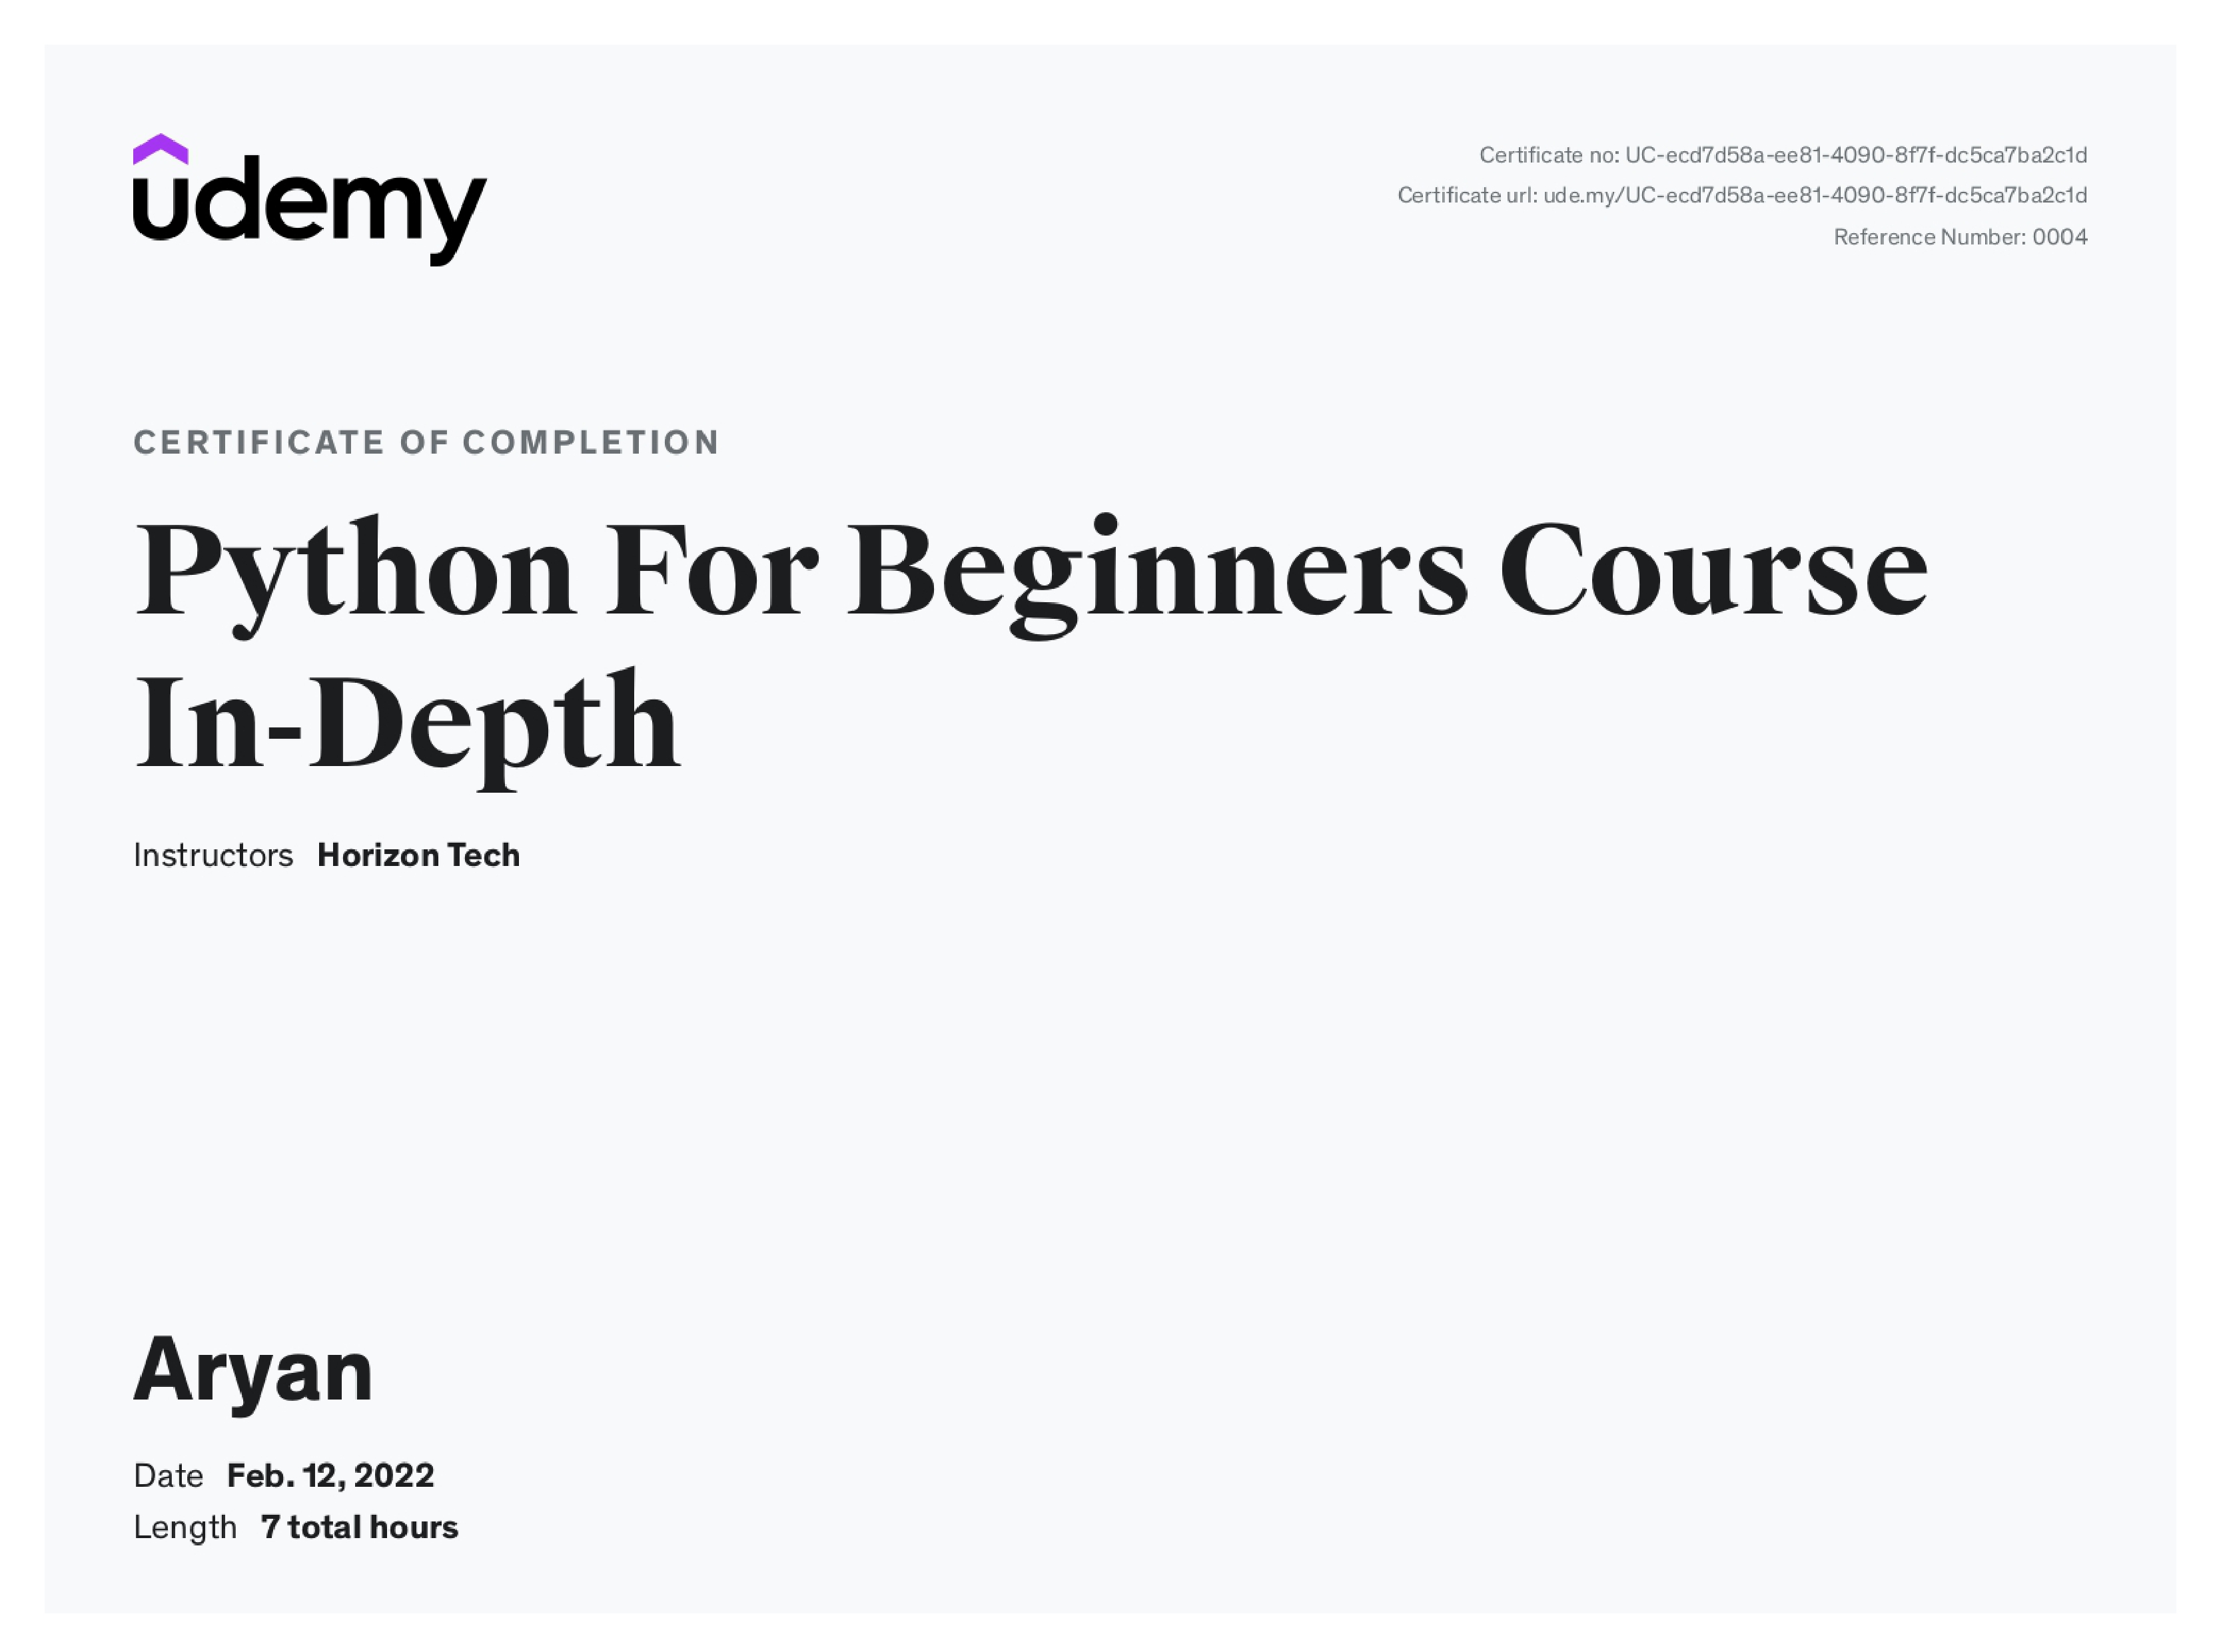 udemy
Certificate no: UC-ecd7d58a-ee81-4090-8f7f-dc5ca7ba2c1d
Certificate url: ude.my/UC-ecd7d58a-ee81-4090-8f7f-dc5ca7ba2c1d
Reference Number: 0004
CERTIFICATE OF COMPLETION
Python For Beginners Course
In-Depth
Instructors Horizon Tech
Aryan
Date Feb. 12, 2022
Length 7 total hours